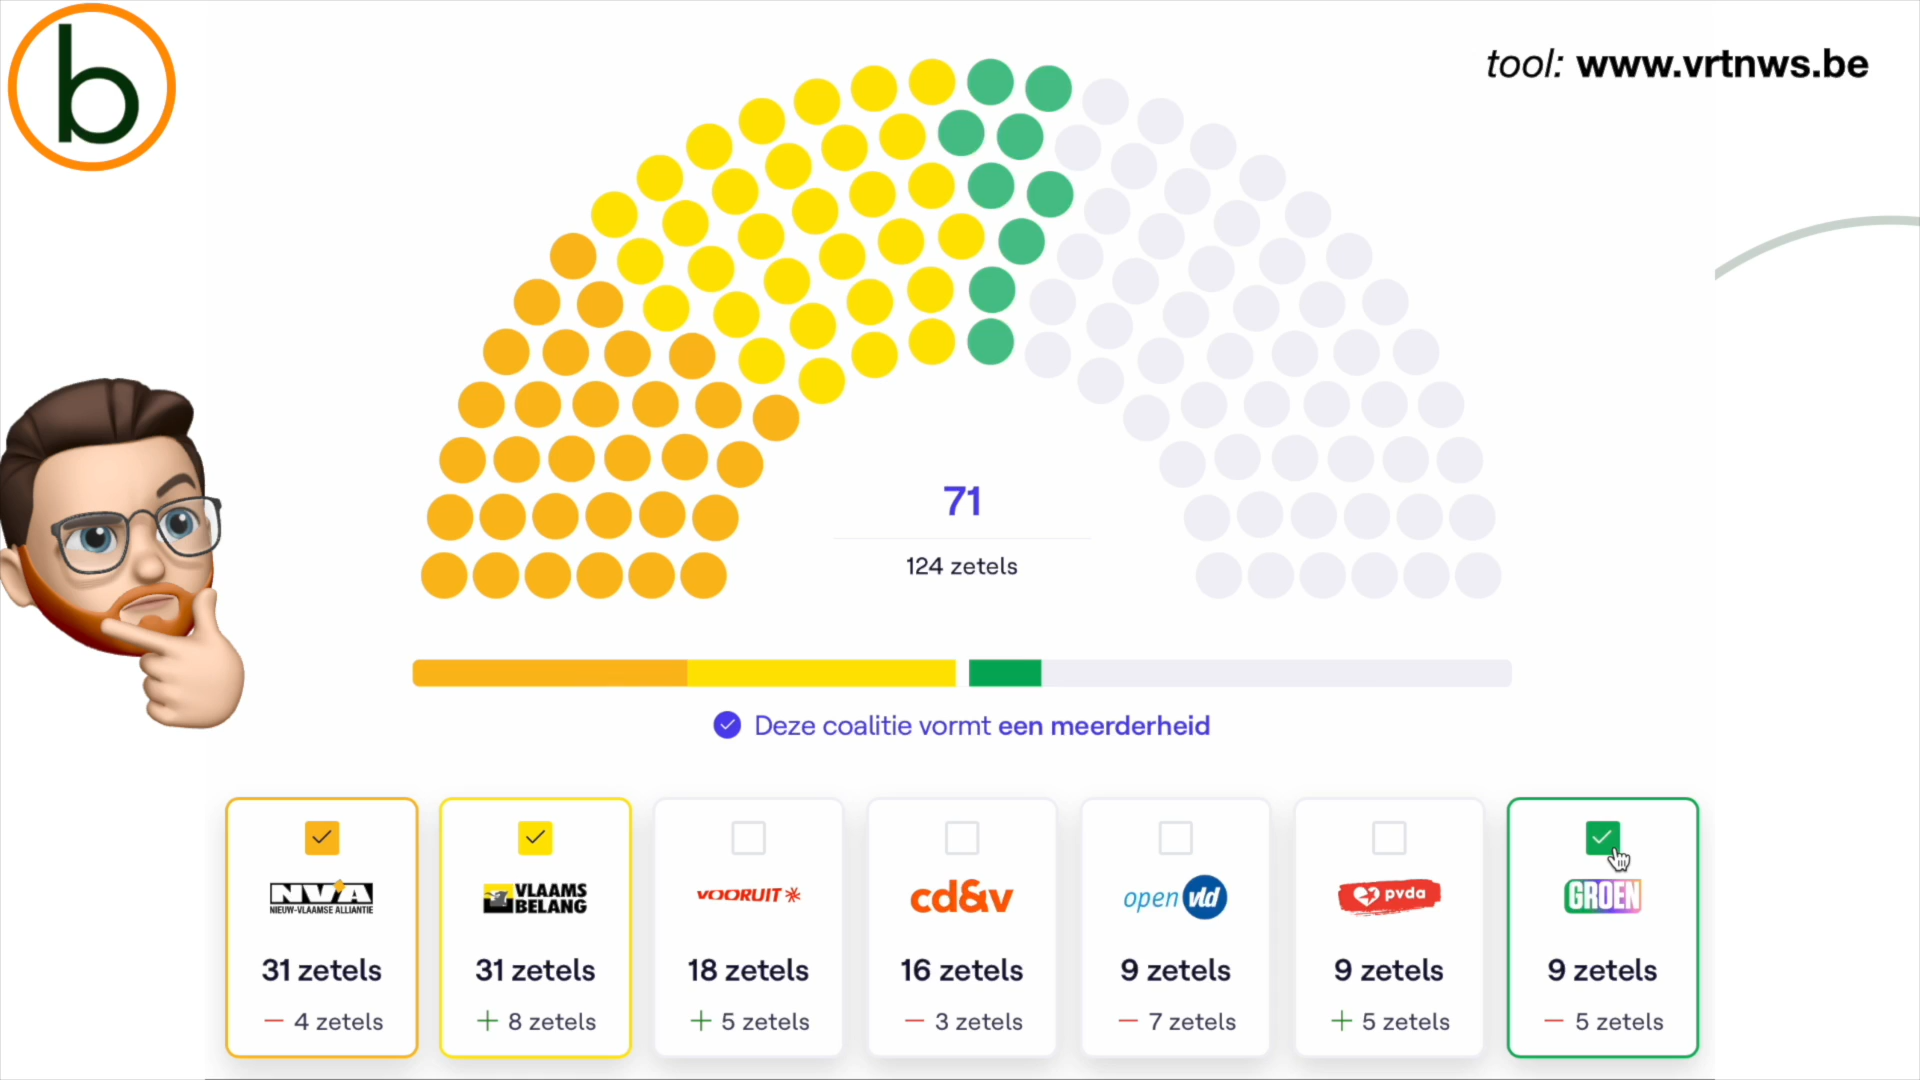 b
tool: www.vrtnws.be
71
124 zetels
Deze coalitie vormt een meerderheid
N-VA
NIEUW-VLAAMSE ALLIANTIE
31 zetels
− 4 zetels
VLAAMS
BELANG
31 zetels
+ 8 zetels
VOORUIT
18 zetels
+ 5 zetels
cd&v
16 zetels
− 3 zetels
open vld
9 zetels
− 7 zetels
pvda
9 zetels
+ 5 zetels
GROEN
9 zetels
− 5 zetels